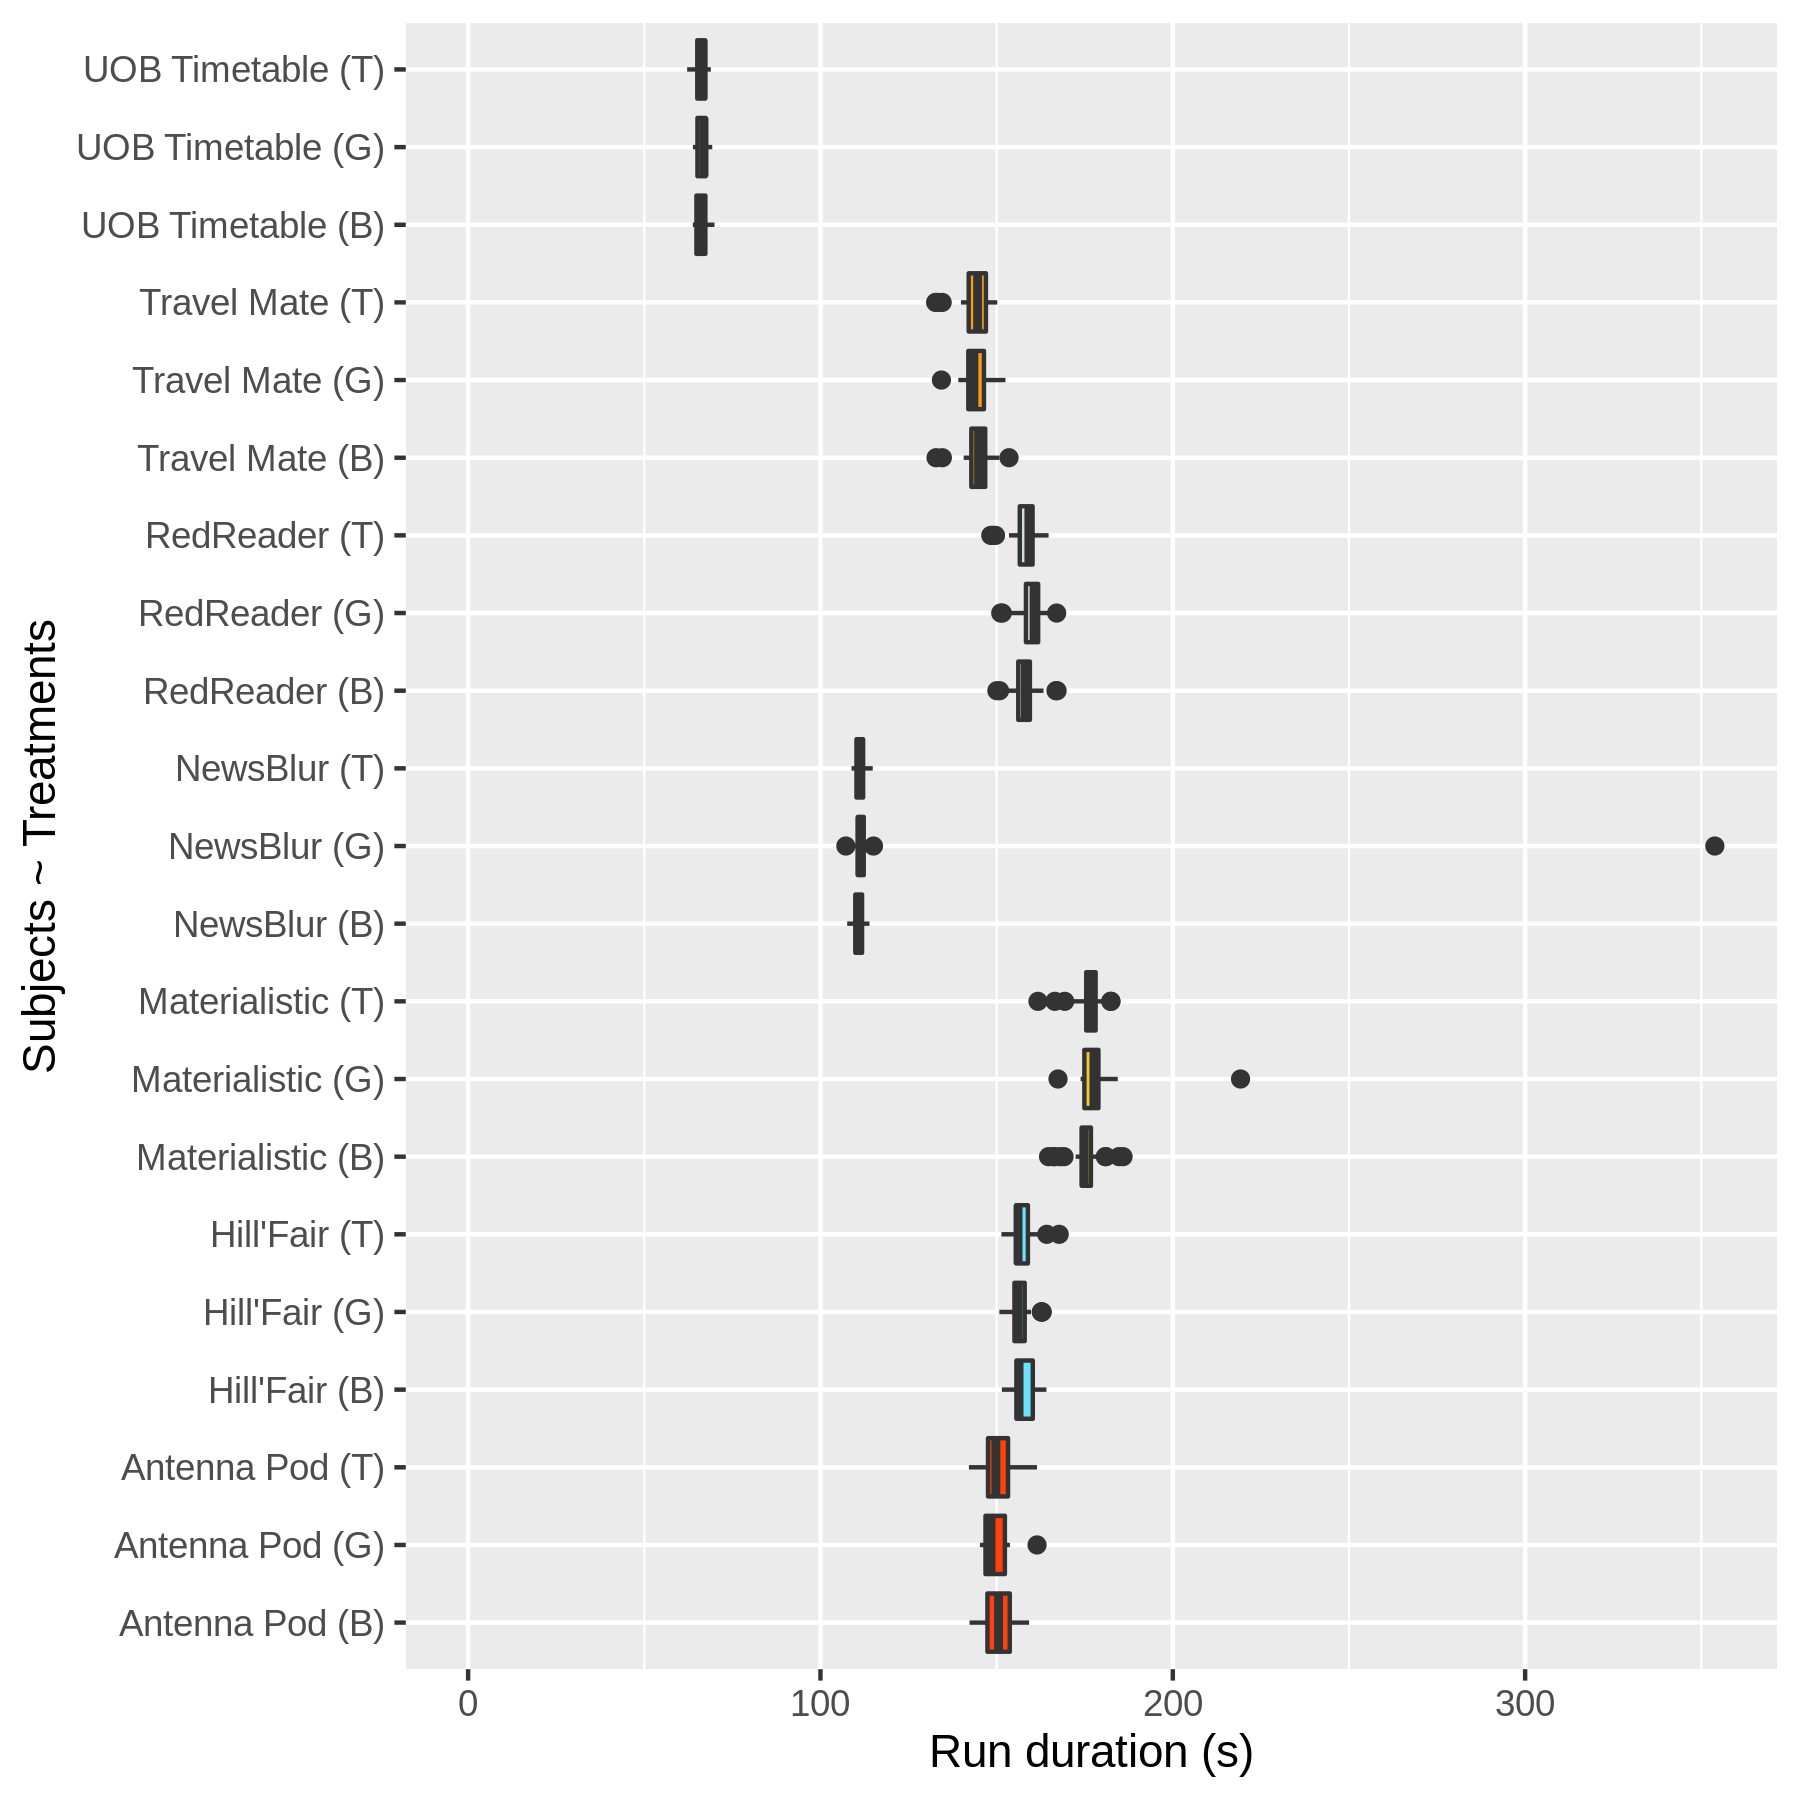 Subjects ~ Treatments
UOB Timetable (T)
UOB Timetable (G)
UOB Timetable (B)
Travel Mate (T)
Travel Mate (G)
Travel Mate (B)
RedReader (T)
RedReader (G)
RedReader (B)
NewsBlur (T)
NewsBlur (G)
NewsBlur (B)
Materialistic (T)
Materialistic (G)
Materialistic (B)
Hill'Fair (T)
Hill'Fair (G)
Hill'Fair (B)
Antenna Pod (T)
Antenna Pod (G)
Antenna Pod (B)
0 100 200 300
Run duration (s)